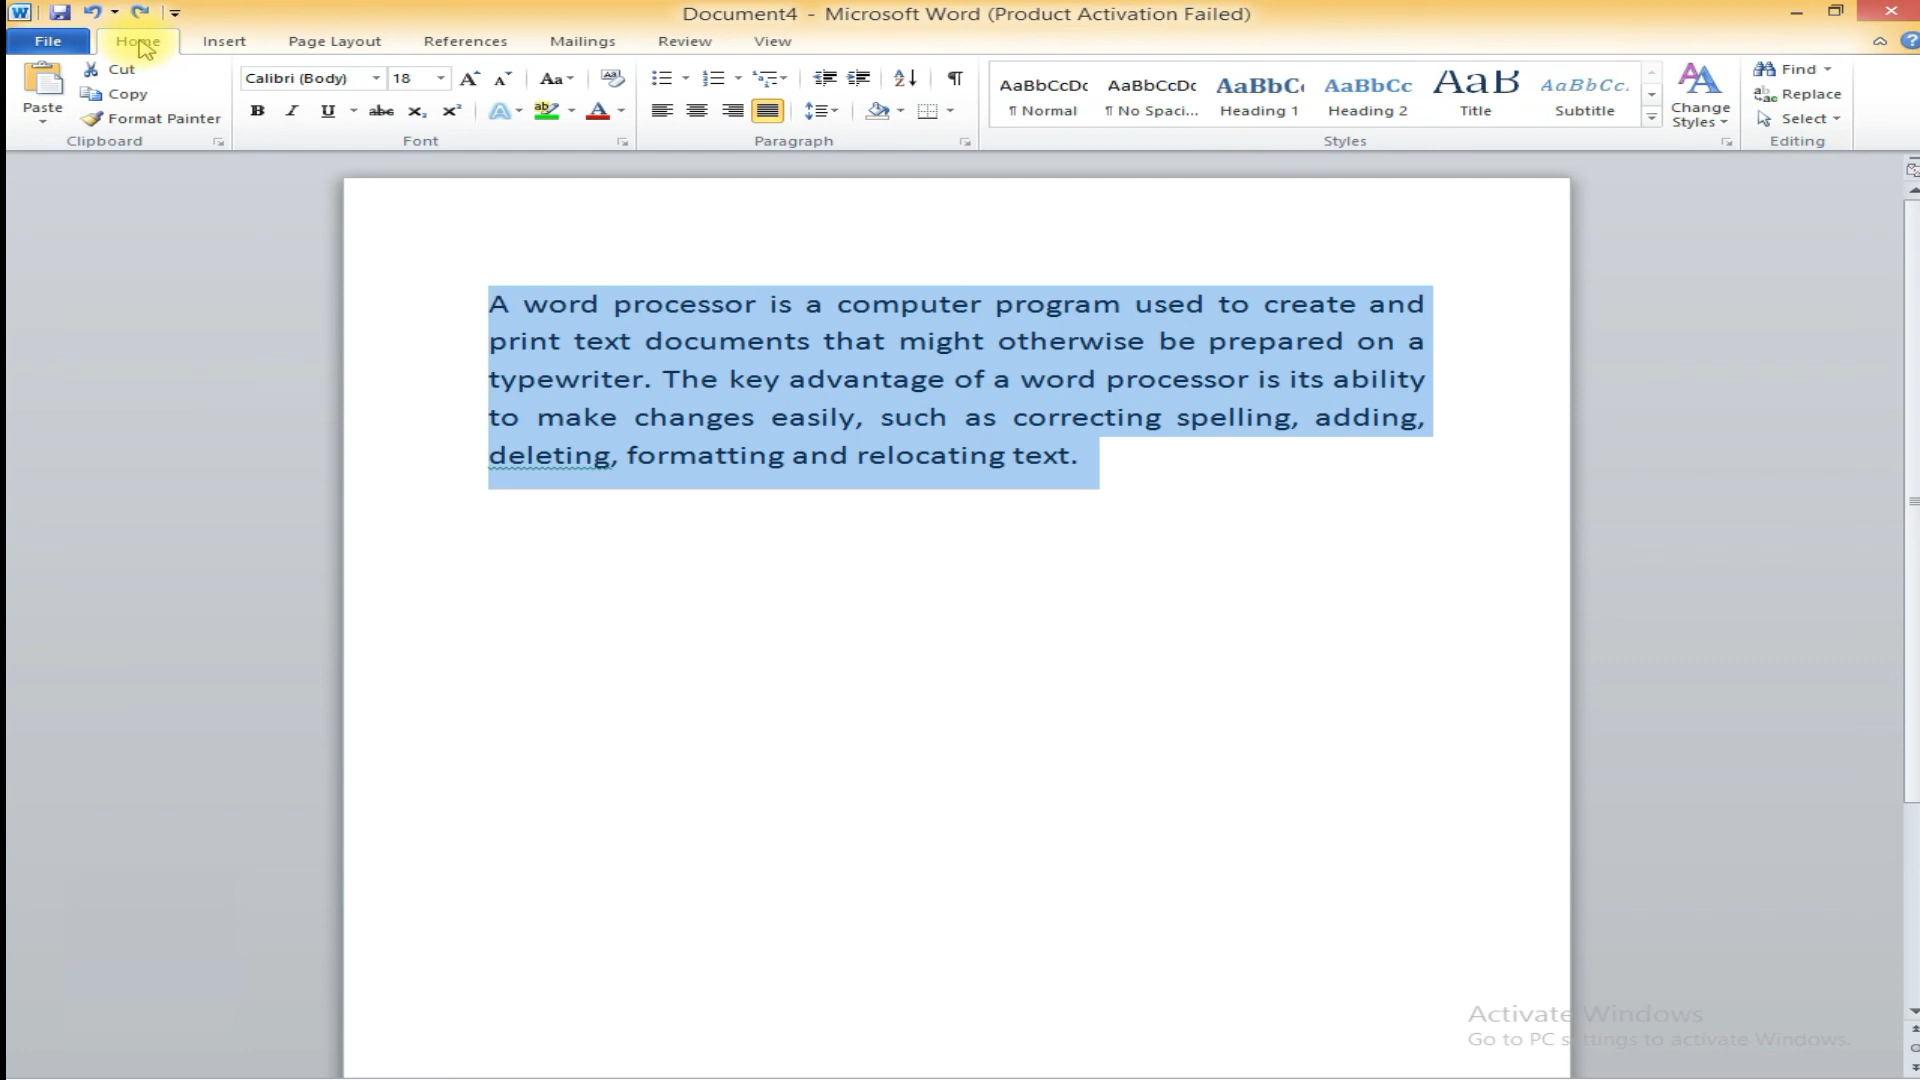 Document4 - Microsoft Word (Product Activation Failed)
File Home Insert Page Layout References Mailings Review View
Paste
Cut
Copy
Format Painter
Clipboard
Calibri (Body) 18
Font
Paragraph
AaBbCcDc AaBbCcDc AaBbC AaBbCc AaB AaBbCc.
¶ Normal ¶ No Spaci... Heading 1 Heading 2 Title Subtitle
Change Styles
Styles
Find
Replace
Select
Editing
A word processor is a computer program used to create and
print text documents that might otherwise be prepared on a
typewriter. The key advantage of a word processor is its ability
to make changes easily, such as correcting spelling, adding,
deleting, formatting and relocating text.
Activate Windows
Go to PC settings to activate Windows.